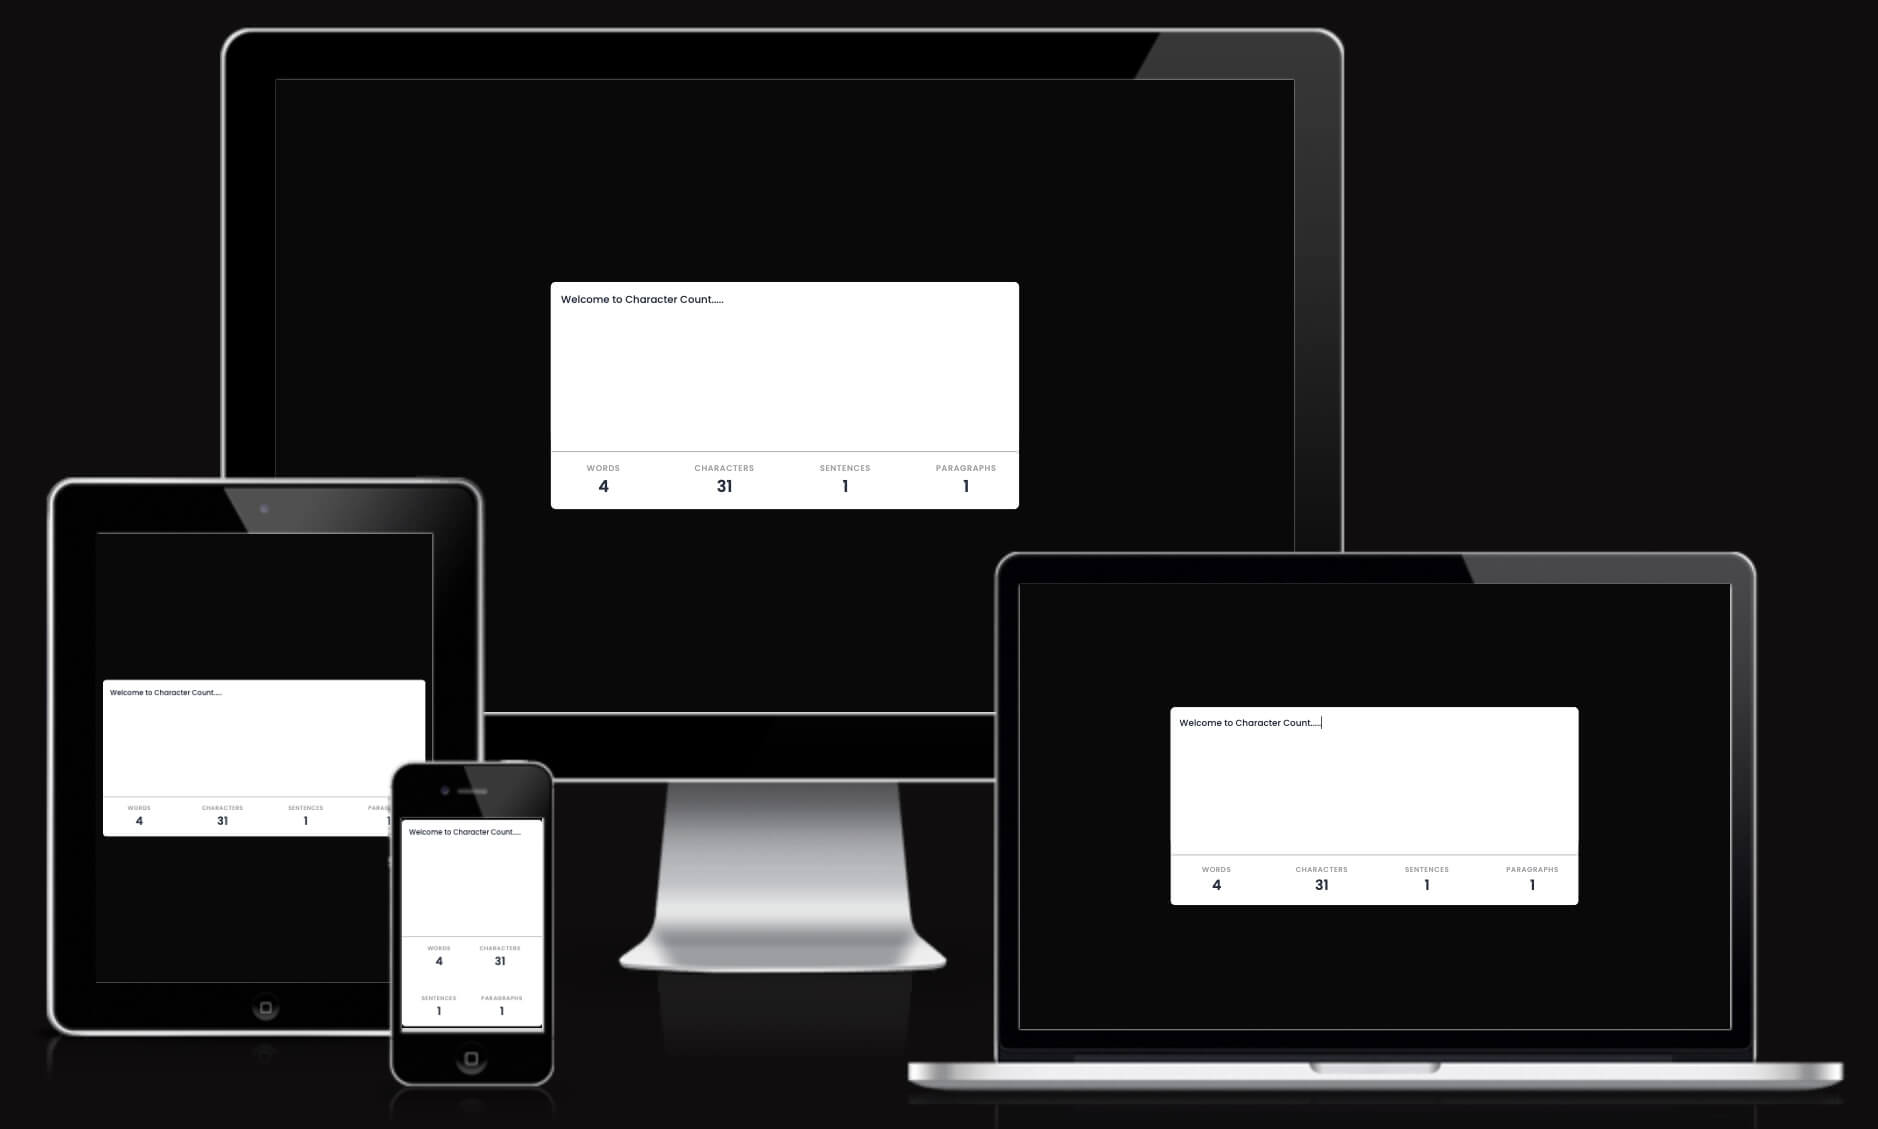 Welcome to Character Count.....
WORDS CHARACTERS SENTENCES PARAGRAPHS
4 31 1 1
Welcome to Character Count.....
WORDS CHARACTERS SENTENCES
4 31 1 1
Welcome to Character Count.....
WORDS CHARACTERS
4 31
SENTENCES PARAGRAPHS
1 1
Welcome to Character Count.....
WORDS CHARACTERS SENTENCES PARAGRAPHS
4 31 1 1